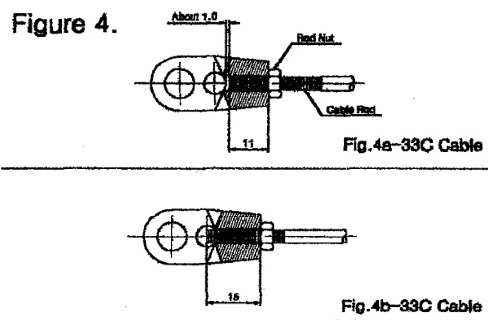 Figure 4.
About 1.0
Rod Nut
Cable Rod
11
Fig.4a-33C Cable
15
Fig.4b-33C Cable